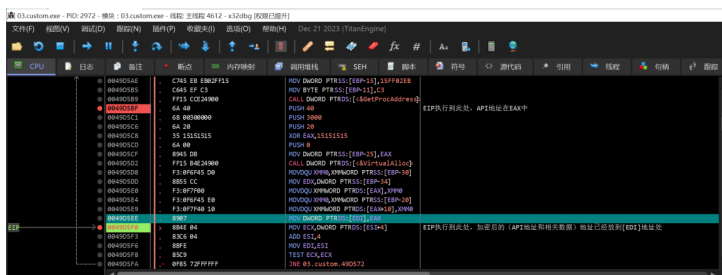 03.custom.exe - PID: 2972 - 模块: 03.custom.exe - 线程: 主线程 4612 - x32dbg [权限已提升]
文件(F) 视图(V) 调试(D) 跟踪(N) 插件(P) 收藏夹(I) 选项(O) 帮助(H) Dec 21 2023 (TitanEngine)
CPU 日志 备注 断点 内存映射 调用堆栈 SEH 脚本 符号 源代码 引用 线程 句柄 跟踪
0049D5AE C745 EB EB02FF15 MOV DWORD PTR SS:[EBP-15],15FF02EB
0049D5B5 C645 EF C3 MOV BYTE PTR SS:[EBP-11],C3
0049D5B9 FF15 CCE24900 CALL DWORD PTR DS:[<&GetProcAddress
0049D5BF 6A 40 PUSH 40 EIP执行到此处，API地址在EAX中
0049D5C1 68 00300000 PUSH 3000
0049D5C6 6A 20 PUSH 20
0049D5C8 35 15151515 XOR EAX,15151515
0049D5CD 6A 00 PUSH 0
0049D5CF 8945 DB MOV DWORD PTR SS:[EBP-25],EAX
0049D5D2 FF15 B4E24900 CALL DWORD PTR DS:[<&VirtualAlloc>
0049D5D8 F3:0F6F45 D0 MOVDQU XMM0,XMMWORD PTR SS:[EBP-30]
0049D5DD 8B55 CC MOV EDX,DWORD PTR SS:[EBP-34]
0049D5E0 F3:0F7F00 MOVDQU XMMWORD PTR DS:[EAX],XMM0
0049D5E4 F3:0F6F45 E0 MOVDQU XMM0,XMMWORD PTR SS:[EBP-20]
0049D5E9 F3:0F7F40 10 MOVDQU XMMWORD PTR DS:[EAX+10],XMM0
0049D5EE 8907 MOV DWORD PTR DS:[EDI],EAX
EIP 0049D5F0 8B4E 04 MOV ECX,DWORD PTR DS:[ESI+4] EIP执行到此处，加密后的（API地址和相关数据）地址已经放到[EDI]地址处
0049D5F3 83C6 04 ADD ESI,4
0049D5F6 8BFE MOV EDI,ESI
0049D5F8 85C9 TEST ECX,ECX
0049D5FA 0F85 72FFFFFF JNE 03.custom.49D572